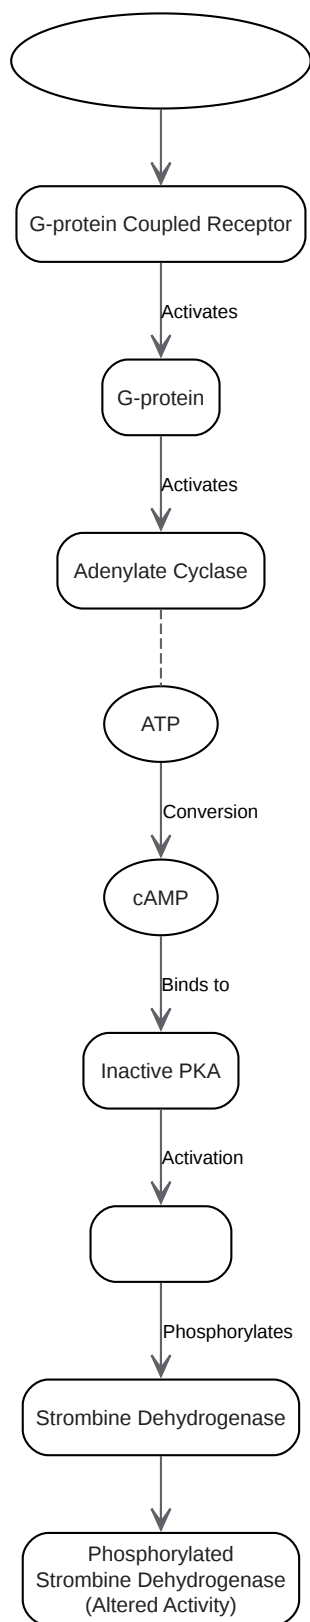 G-protein Coupled Receptor
Activates
G-protein
Activates
Adenylate Cyclase
ATP
Conversion
cAMP
Binds to
Inactive PKA
Activation
Phosphorylates
Strombine Dehydrogenase
Phosphorylated
Strombine Dehydrogenase
(Altered Activity)